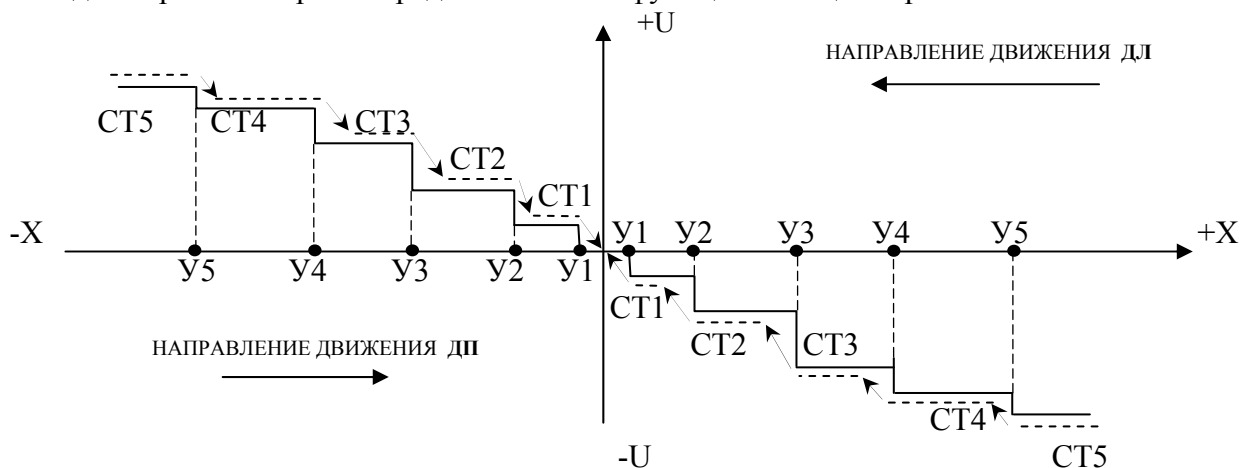 +U
НАПРАВЛЕНИЕ ДВИЖЕНИЯ ДЛ
СТ5
СТ4
СТ3
СТ2
СТ1
-X
У1
У2
У3
У4
У5
+X
У5
У4
У3
У2
У1
СТ1
СТ2
СТ3
СТ4
СТ5
НАПРАВЛЕНИЕ ДВИЖЕНИЯ ДП
-U